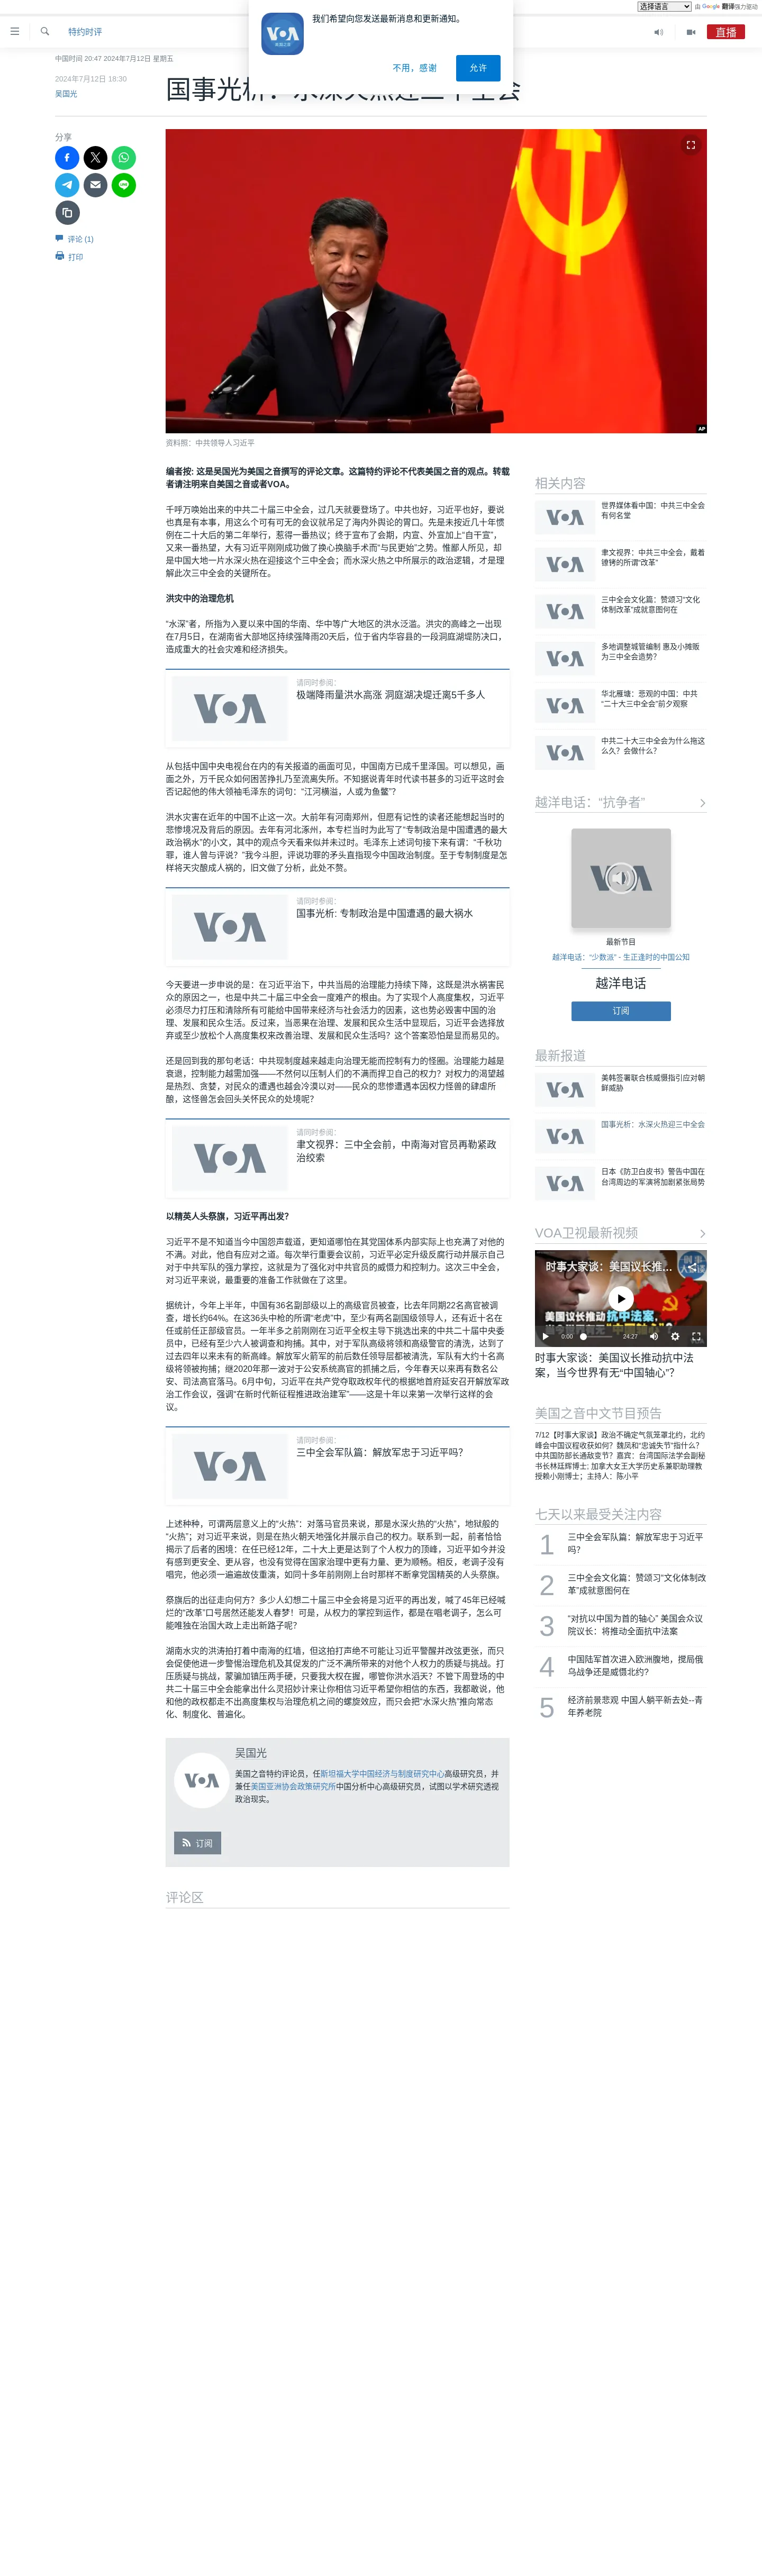 选择语言
由 Google 翻译强力驱动
我们希望向您发送最新消息和更新通知。
不用，感谢
允许
特约时评
直播
中国时间 20:47 2024年7月12日 星期五
2024年7月12日 18:30
吴国光
国事光析：水深火热迎三中全会
分享
评论 (1)
打印
AP
资料照：中共领导人习近平
编者按: 这是吴国光为美国之音撰写的评论文章。这篇特约评论不代表美国之音的观点。转载
者请注明来自美国之音或者VOA。
千呼万唤始出来的中共二十届三中全会，过几天就要登场了。中共也好，习近平也好，要说
也真是有本事，用这么个可有可无的会议就吊足了海内外舆论的胃口。先是未按近几十年惯
例在二十大后的第二年举行，惹得一番热议；终于宣布了会期，内宣、外宣加上“自干宣”，
又来一番热望，大有习近平刚刚成功做了换心换脑手术而“与民更始”之势。惟鄙人所见，却
是中国大地一片水深火热在迎接这个三中全会；而水深火热之中所展示的政治逻辑，才是理
解此次三中全会的关键所在。
洪灾中的治理危机
“水深”者，所指为入夏以来中国的华南、华中等广大地区的洪水泛滥。洪灾的高峰之一出现
在7月5日，在湖南省大部地区持续强降雨20天后，位于省内华容县的一段洞庭湖堤防决口，
造成重大的社会灾难和经济损失。
请同时参阅：
极端降雨量洪水高涨 洞庭湖决堤迁离5千多人
从包括中国中央电视台在内的有关报道的画面可见，中国南方已成千里泽国。可以想见，画
面之外，万千民众如何困苦挣扎乃至流离失所。不知据说青年时代读书甚多的习近平这时会
否记起他的伟大领袖毛泽东的词句：“江河横溢，人或为鱼鳖”？
洪水灾害在近年的中国不止这一次。大前年有河南郑州，但愿有记性的读者还能想起当时的
悲惨境况及背后的原因。去年有河北涿州，本专栏当时为此写了“专制政治是中国遭遇的最大
政治祸水”的小文，其中的观点今天看来似并未过时。毛泽东上述词句接下来有谓：“千秋功
罪，谁人曾与评说？”我今斗胆，评说功罪的矛头直指现今中国政治制度。至于专制制度是怎
样将天灾酿成人祸的，旧文做了分析，此处不赘。
请同时参阅：
国事光析: 专制政治是中国遭遇的最大祸水
今天要进一步申说的是：在习近平治下，中共当局的治理能力持续下降，这既是洪水祸害民
众的原因之一，也是中共二十届三中全会一度难产的根由。为了实现个人高度集权，习近平
必须尽力打压和清除所有可能给中国带来经济与社会活力的因素，这也势必毁害中国的治
理、发展和民众生活。反过来，当恶果在治理、发展和民众生活中显现后，习近平会选择放
弃或至少放松个人高度集权来改善治理、发展和民众生活吗？这个答案恐怕是显而易见的。
还是回到我的那句老话：中共现制度越来越走向治理无能而控制有力的怪圈。治理能力越是
衰退，控制能力越需加强——不然何以压制人们的不满而捍卫自己的权力？对权力的渴望越
是热烈、贪婪，对民众的遭遇也越会冷漠以对——民众的悲惨遭遇本因权力怪兽的肆虐所
酿，这怪兽怎会回头关怀民众的处境呢？
请同时参阅：
聿文视界：三中全会前，中南海对官员再勒紧政
治绞索
以精英人头祭旗，习近平再出发?
习近平不是不知道当今中国怨声载道，更知道哪怕在其党国体系内部实际上也充满了对他的
不满。对此，他自有应对之道。每次举行重要会议前，习近平必定升级反腐行动并展示自己
对于中共军队的强力掌控，这就是为了强化对中共官员的威慑力和控制力。这次三中全会，
对习近平来说，最重要的准备工作就做在了这里。
据统计，今年上半年，中国有36名副部级以上的高级官员被查，比去年同期22名高官被调
查，增长约64%。在这36头中枪的所谓“老虎”中，至少有两名副国级领导人，还有近十名在
任或前任正部级官员。一年半多之前刚刚在习近平全权主导下挑选出来的中共二十届中央委
员中，已经有至少六人被调查和拘捕。其中，对于军队高级将领和高级警官的清洗，达到了
过去四年以来未有的新高峰。解放军火箭军的前后数任领导层都被清洗，军队有大约十名高
级将领被拘捕；继2020年那一波对于公安系统高官的抓捕之后，今年春天以来再有数名公
安、司法高官落马。6月中旬，习近平在共产党夺取政权年代的根据地首府延安召开解放军政
治工作会议，强调“在新时代新征程推进政治建军”——这是十年以来第一次举行这样的会
议。
请同时参阅：
三中全会军队篇：解放军忠于习近平吗？
上述种种，可谓两层意义上的“火热”：对落马官员来说，那是水深火热的“火热”，地狱般的
“火热”；对习近平来说，则是在热火朝天地强化并展示自己的权力。联系到一起，前者恰恰
揭示了后者的困境：在任已经12年，二十大上更是达到了个人权力的顶峰，习近平如今并没
有感到更安全、更从容，也没有觉得在国家治理中更有力量、更为顺畅。相反，老调子没有
唱完，他必须一遍遍故伎重演，如同十多年前刚刚上台时那样不断拿党国精英的人头祭旗。
祭旗后的出征走向何方？多少人幻想二十届三中全会将是习近平的再出发，喊了45年已经喊
烂的“改革”口号居然还能发人春梦！可是，从权力的掌控到运作，都是在唱老调子，怎么可
能唯独在治国大政上走出新路子呢？
湖南水灾的洪涛拍打着中南海的红墙，但这拍打声绝不可能让习近平警醒并改弦更张，而只
会促使他进一步警惕治理危机及其促发的广泛不满所带来的对他个人权力的质疑与挑战。打
压质疑与挑战，蒙骗加镇压两手硬，只要我大权在握，哪管你洪水滔天？不管下周登场的中
共二十届三中全会能拿出什么灵招妙计来让你相信习近平希望你相信的东西，我都敢说，他
和他的政权都走不出高度集权与治理危机之间的螺旋效应，而只会把“水深火热”推向常态
化、制度化、普遍化。
吴国光
美国之音特约评论员，任斯坦福大学中国经济与制度研究中心高级研究员，并
兼任美国亚洲协会政策研究所中国分析中心高级研究员，试图以学术研究透视
政治现实。
订阅
评论区
相关内容
世界媒体看中国：中共三中全会
有何名堂
聿文视界：中共三中全会，戴着
镣铐的所谓“改革”
三中全会文化篇：赞颂习“文化
体制改革”成就意图何在
多地调整城管编制 惠及小摊贩
为三中全会造势？
华北雁塘：悲观的中国：中共
“二十大三中全会”前夕观察
中共二十大三中全会为什么拖这
么久？会做什么？
越洋电话：“抗争者”
最新节目
越洋电话：“少数派” - 生正逢时的中国公知
越洋电话
订阅
最新报道
美韩签署联合核威慑指引应对朝
鲜威胁
国事光析：水深火热迎三中全会
日本《防卫白皮书》警告中国在
台湾周边的军演将加剧紧张局势
VOA卫视最新视频
时事大家谈：美国议长推...
美国议长推动抗中法案,
0:00
24:27
时事大家谈：美国议长推动抗中法
案，当今世界有无“中国轴心”？
美国之音中文节目预告
7/12【时事大家谈】政治不确定气氛笼罩北约，北约
峰会中国议程收获如何？魏凤和“忠诚失节”指什么？
中共国防部长通敌变节？嘉宾：台湾国际法学会副秘
书长林廷辉博士; 加拿大女王大学历史系兼职助理教
授赖小刚博士；主持人：陈小平
七天以来最受关注内容
1
三中全会军队篇：解放军忠于习近平
吗？
2
三中全会文化篇：赞颂习“文化体制改
革”成就意图何在
3
“对抗以中国为首的轴心” 美国会众议
院议长：将推动全面抗中法案
4
中国陆军首次进入欧洲腹地，搅局俄
乌战争还是威慑北约?
5
经济前景悲观 中国人躺平新去处--青
年养老院